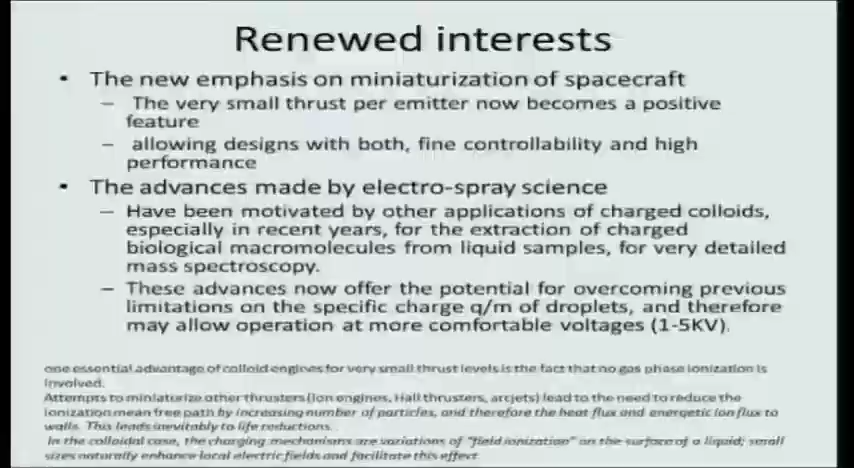 Renewed interests
• The new emphasis on miniaturization of spacecraft
– The very small thrust per emitter now becomes a positive
feature
– allowing designs with both, fine controllability and high
performance
• The advances made by electro-spray science
– Have been motivated by other applications of charged colloids,
especially in recent years, for the extraction of charged
biological macromolecules from liquid samples, for very detailed
mass spectroscopy.
– These advances now offer the potential for overcoming previous
limitations on the specific charge q/m of droplets, and therefore
may allow operation at more comfortable voltages (1-5KV).
one essential advantage of colloid engines for very small thrust levels is the fact that no gas phase ionization is
involved.
Attempts to miniaturize other thrusters (ion engines, Hall thrusters, arcjets) lead to the need to reduce the
ionization mean free path by increasing number of particles, and therefore the heat flux and energetic ion flux to
walls. This leads inevitably to life reductions.
In the colloidal case, the charging mechanisms are variations of "field ionization" on the surface of a liquid; small
sizes naturally enhance local electric fields and facilitate this effect.